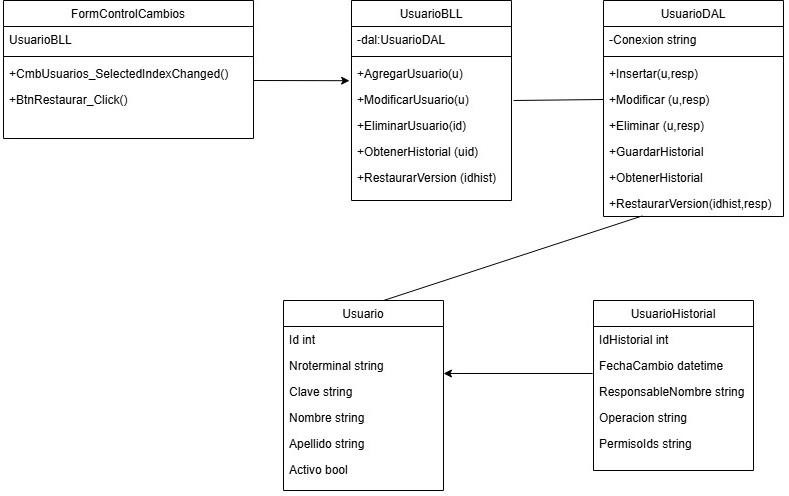 FormControlCambios
UsuarioBLL
+CmbUsuarios_SelectedIndexChanged()
+BtnRestaurar_Click()
UsuarioBLL
-dal:UsuarioDAL
+AgregarUsuario(u)
+ModificarUsuario(u)
+EliminarUsuario(id)
+ObtenerHistorial (uid)
+RestaurarVersion (idhist)
UsuarioDAL
-Conexion string
+Insertar(u,resp)
+Modificar (u,resp)
+Eliminar (u,resp)
+GuardarHistorial
+ObtenerHistorial
+RestaurarVersion(idhist,resp)
Usuario
Id int
Nroterminal string
Clave string
Nombre string
Apellido string
Activo bool
UsuarioHistorial
IdHistorial int
FechaCambio datetime
ResponsableNombre string
Operacion string
PermisoIds string